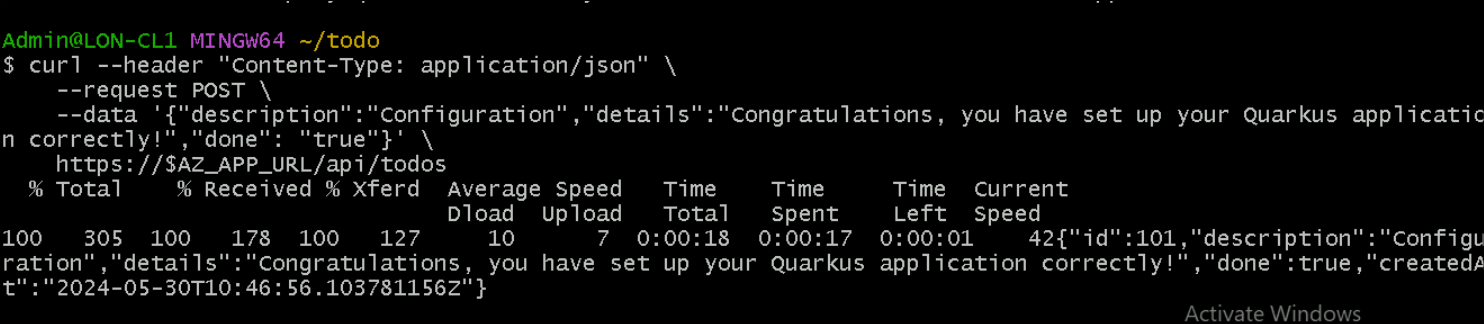 Admin@LON-CL1 MINGW64 ~/todo
$ curl --header "Content-Type: application/json" \
    --request POST \
    --data '{"description":"Configuration","details":"Congratulations, you have set up your Quarkus applicatio
n correctly!","done": "true"}' \
    https://$AZ_APP_URL/api/todos
  % Total    % Received % Xferd  Average Speed   Time    Time     Time  Current
                                 Dload  Upload   Total   Spent    Left  Speed
100   305  100   178  100   127     10      7  0:00:18  0:00:17  0:00:01    42{"id":101,"description":"Configu
ration","details":"Congratulations, you have set up your Quarkus application correctly!","done":true,"createdA
t":"2024-05-30T10:46:56.103781156Z"}
Activate Windows